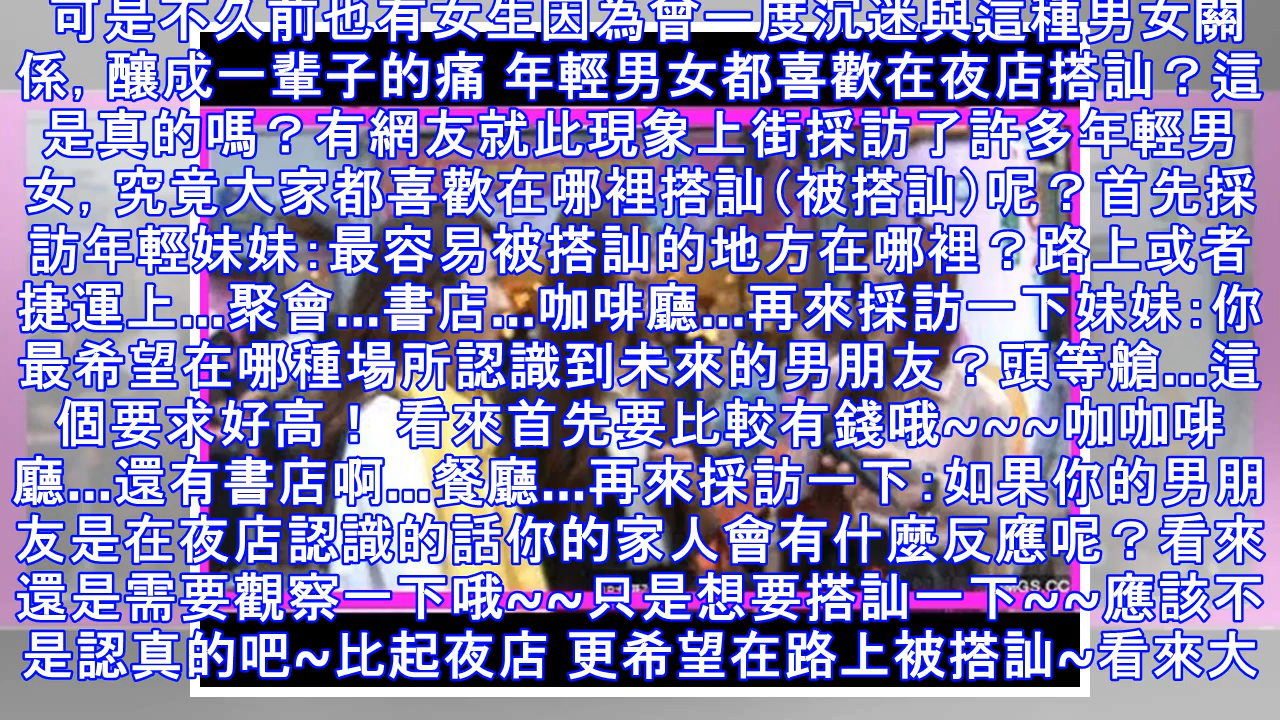 可是不久前也有女生因為會一度沉迷與這種男女關
係,釀成一輩子的痛 年輕男女都喜歡在夜店搭訕？這
是真的嗎？有網友就此現象上街採訪了許多年輕男
女,究竟大家都喜歡在哪裡搭訕(被搭訕)呢？首先採
訪年輕妹妹:最容易被搭訕的地方在哪裡？路上或者
捷運上...聚會...書店...咖啡廳...再來採訪一下妹妹:你
最希望在哪種場所認識到未來的男朋友？頭等艙...這
個要求好高！ 看來首先要比較有錢哦~~~咖咖啡
廳...還有書店啊...餐廳...再來採訪一下:如果你的男朋
友是在夜店認識的話你的家人會有什麼反應呢？看來
還是需要觀察一下哦~~只是想要搭訕一下~~應該不
是認真的吧~比起夜店 更希望在路上被搭訕~看來大
GS.CC